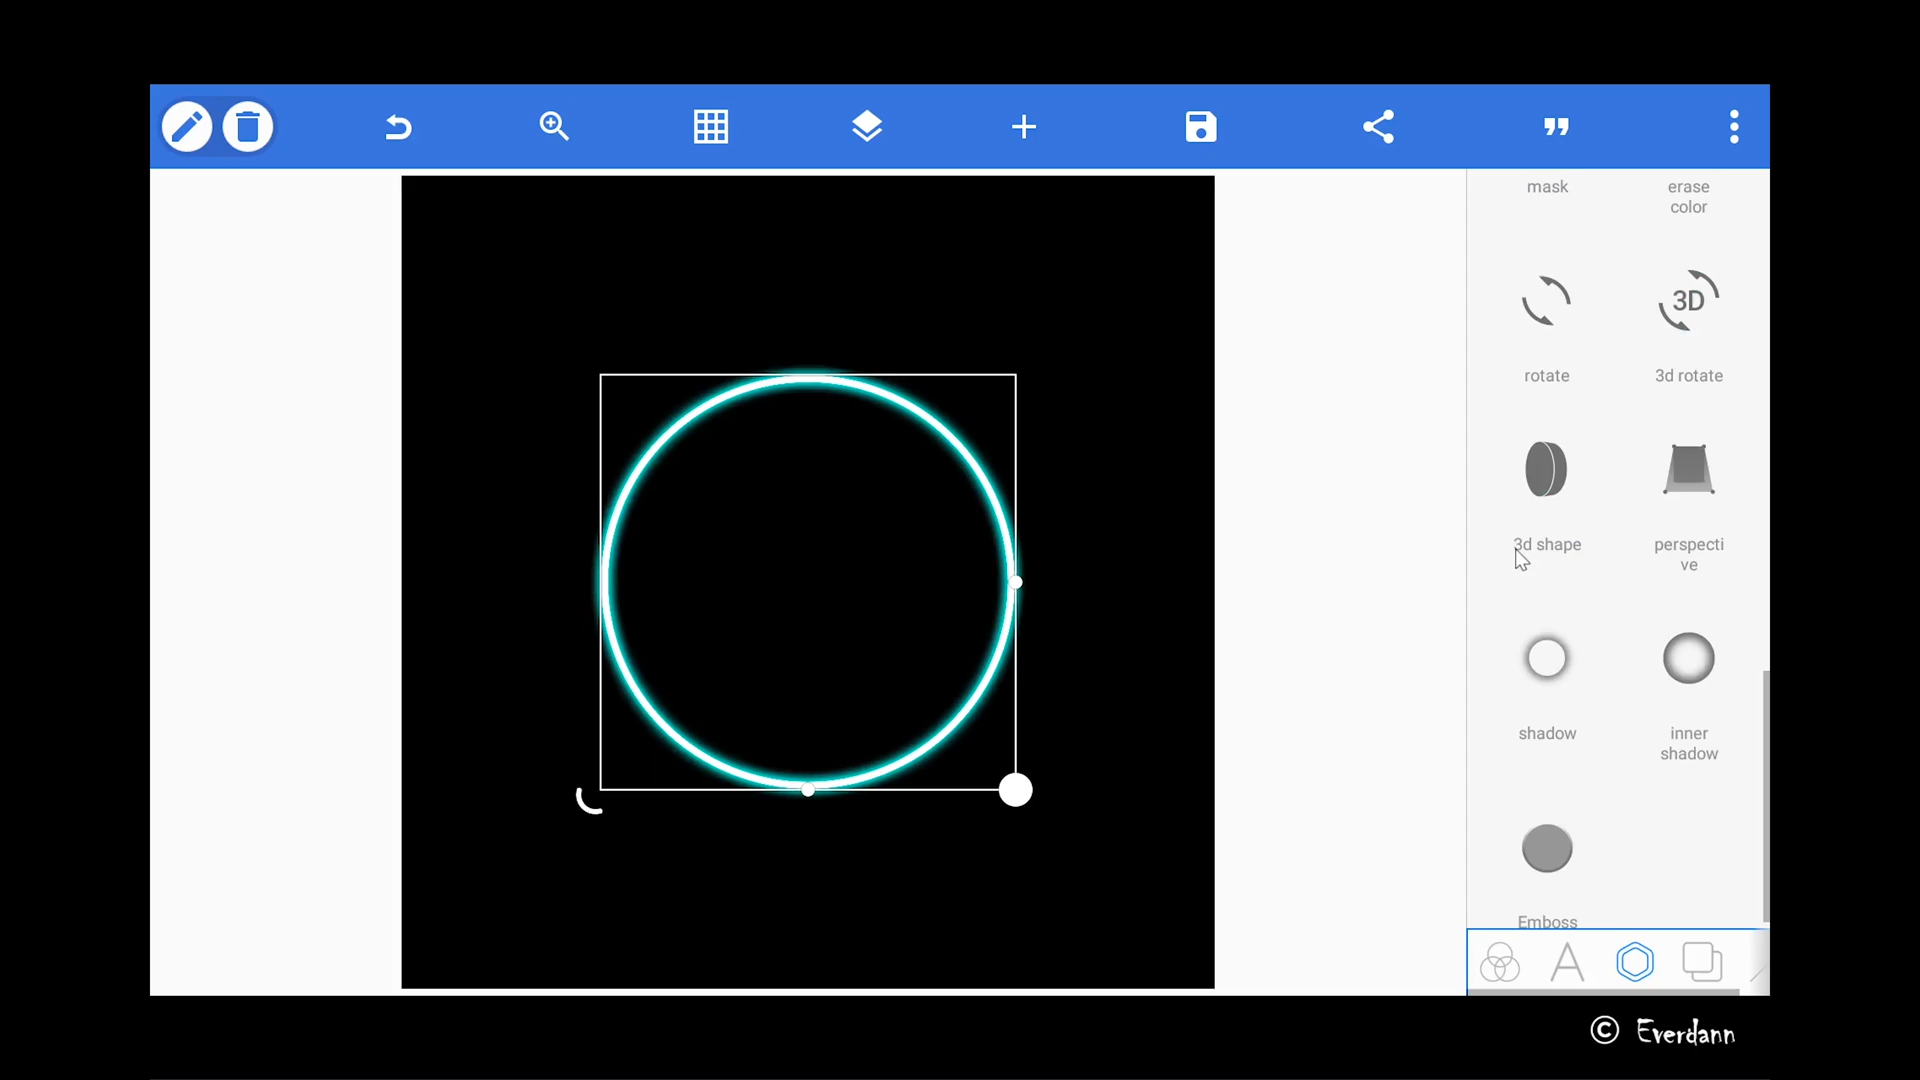 mask
erase
color
3D
rotate
3d rotate
3d shape
perspecti
ve
shadow
inner
shadow
Emboss
© Everdann